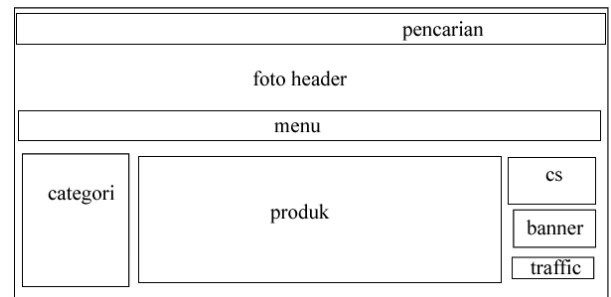 pencarian
foto header
menu
categori
produk
cs
banner
traffic